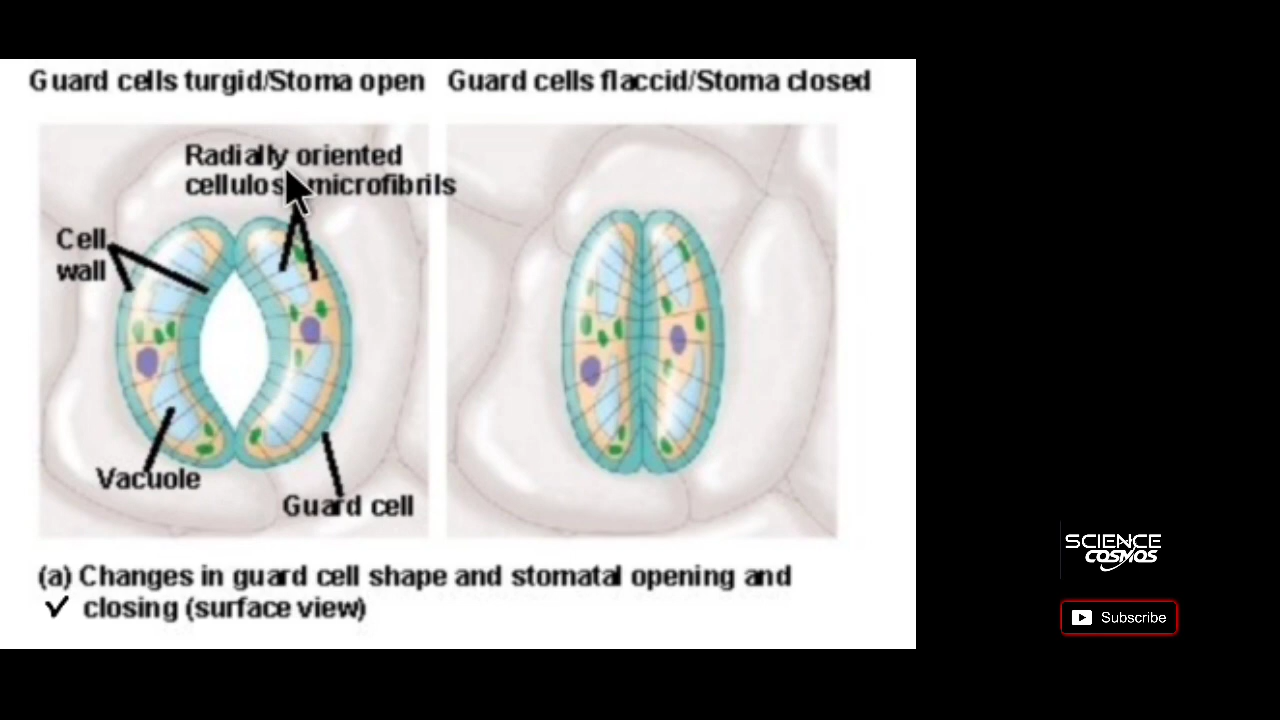 Guard cells turgid/Stoma open
Guard cells flaccid/Stoma closed
Radially oriented
microfibrils
Cell
wall
Vacuole
Guard cell
(a) Changes in guard cell shape and stomatal opening and
closing (surface view)
SCIENCE
COSMOS
Subscribe